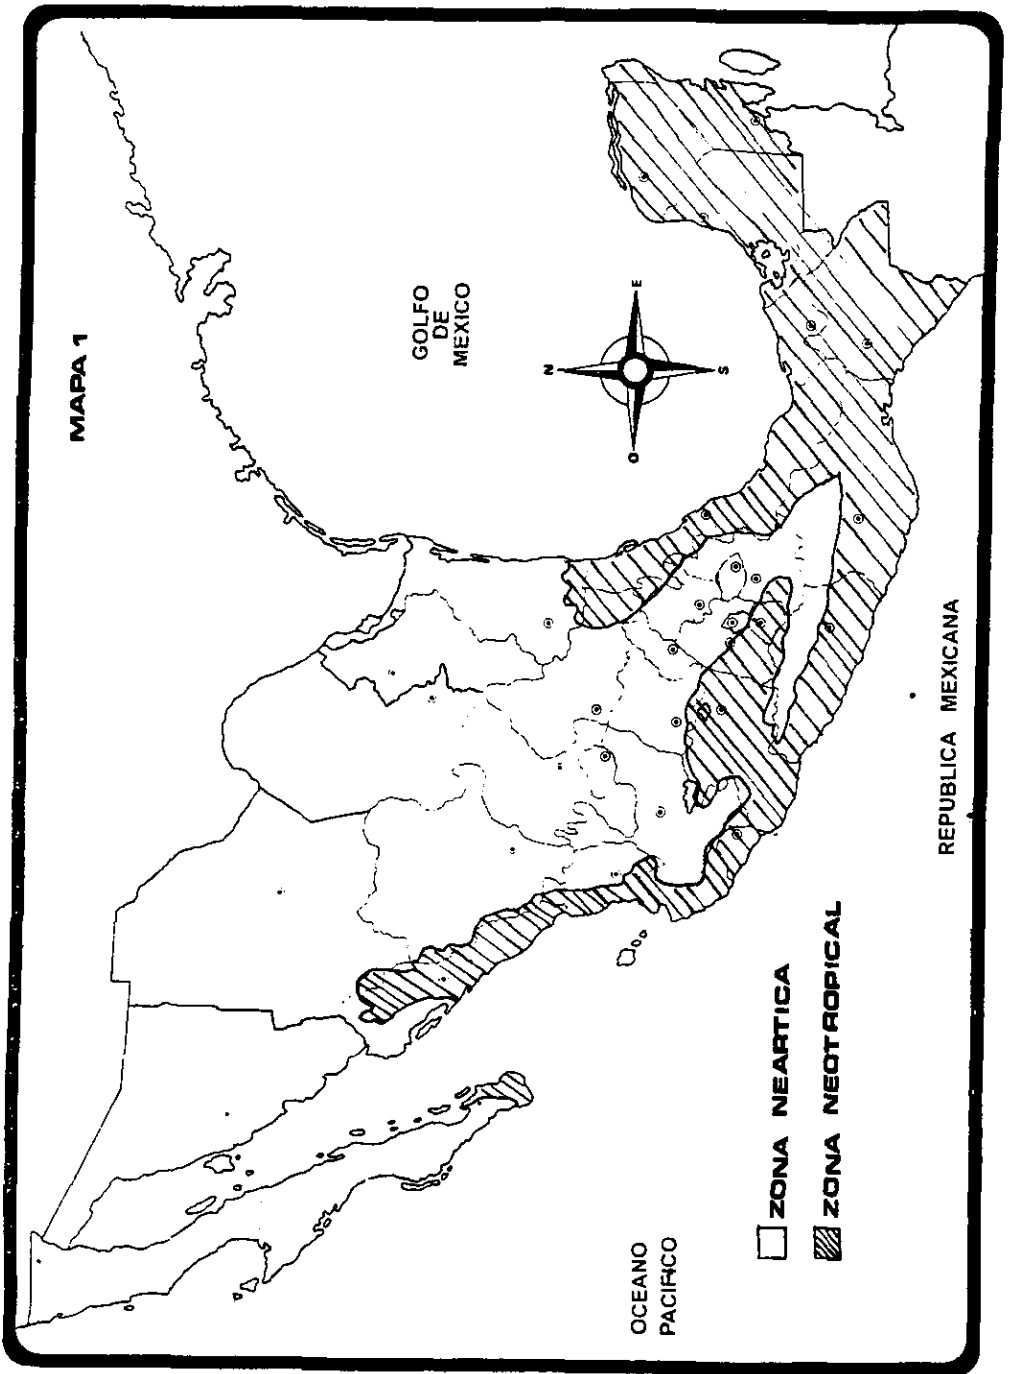 MAPA 1
GOLFO
DE
MEXICO
N
E
S
O
OCEANO
PACIFICO
ZONA NEARTICA
ZONA NEOTROPICAL
REPUBLICA MEXICANA